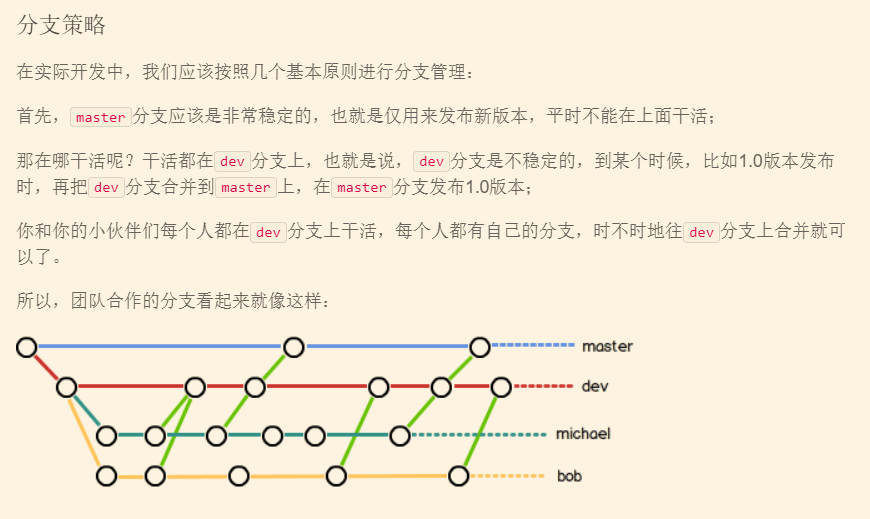 分支策略
在实际开发中，我们应该按照几个基本原则进行分支管理：
首先，master分支应该是非常稳定的，也就是仅用来发布新版本，平时不能在上面干活；
那在哪干活呢？干活都在dev分支上，也就是说，dev分支是不稳定的，到某个时候，比如1.0版本发布
时，再把dev分支合并到master上，在master分支发布1.0版本；
你和你的小伙伴们每个人都在dev分支上干活，每个人都有自己的分支，时不时地往dev分支上合并就可
以了。
所以，团队合作的分支看起来就像这样：
master
dev
michael
bob